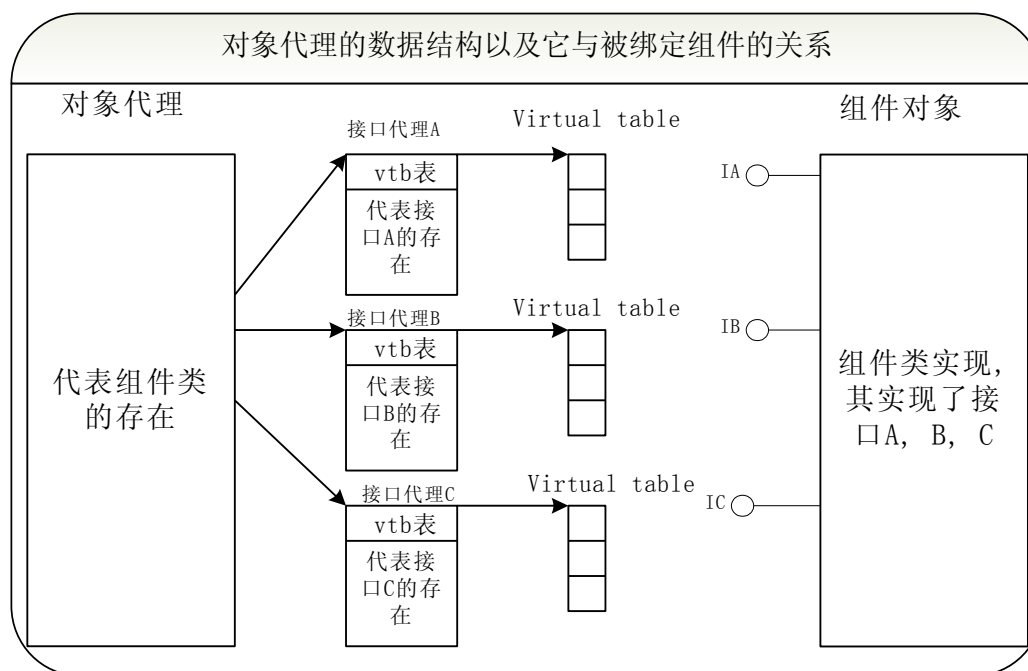 对象代理的数据结构以及它与被绑定组件的关系
对象代理
组件对象
代表组件类
的存在
接口代理A
Virtual table
vtb表
代表接
口A的存
在
接口代理B
Virtual table
vtb表
代表接
口B的存
在
接口代理C
Virtual table
vtb表
代表接
口C的存
在
IA
IB
IC
组件类实现,
其实现了接
口A, B, C